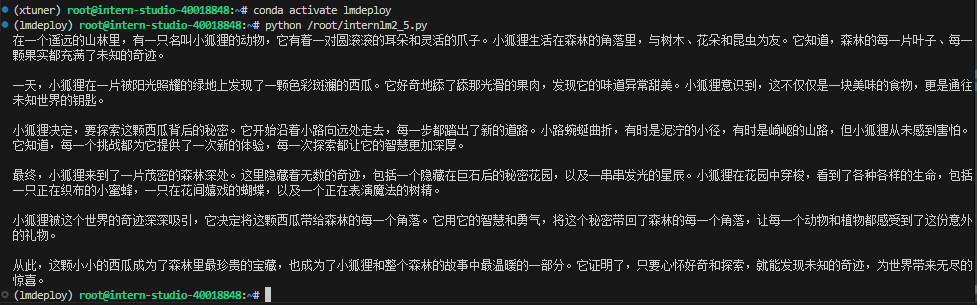 (xtuner) root@intern-studio-40018848:~# conda activate lmdeploy
(lmdeploy) root@intern-studio-40018848:~# python /root/internlm2_5.py
在一个遥远的山林里，有一只名叫小狐狸的动物，它有着一对圆滚滚的耳朵和灵活的爪子。小狐狸生活在森林的角落里，与树木、花朵和昆虫为友。它知道，森林的每一片叶子、每一
颗果实都充满了未知的奇迹。
一天，小狐狸在一片被阳光照耀的绿地上发现了一颗色彩斑斓的西瓜。它好奇地舔了舔那光滑的果肉，发现它的味道异常甜美。小狐狸意识到，这不仅仅是一块美味的食物，更是通往
未知世界的钥匙。
小狐狸决定，要探索这颗西瓜背后的秘密。它开始沿着小路向远处走去，每一步都踏出了新的道路。小路蜿蜒曲折，有时是泥泞的小径，有时是崎岖的山路，但小狐狸从未感到害怕。
它知道，每一个挑战都为它提供了一次新的体验，每一次探索都让它的智慧更加深厚。
最终，小狐狸来到了一片茂密的森林深处。这里隐藏着无数的奇迹，包括一个隐藏在巨石后的秘密花园，以及一串串发光的星辰。小狐狸在花园中穿梭，看到了各种各样的生命，包括
一只正在织布的小蜜蜂，一只在花间嬉戏的蝴蝶，以及一个正在表演魔法的树精。
小狐狸被这个世界的奇迹深深吸引，它决定将这颗西瓜带给森林的每一个角落。它用它的智慧和勇气，将这个秘密带回了森林的每一个角落，让每一个动物和植物都感受到了这份意外
的礼物。
从此，这颗小小的西瓜成为了森林里最珍贵的宝藏，也成为了小狐狸和整个森林的故事中最温暖的一部分。它证明了，只要心怀好奇和探索，就能发现未知的奇迹，为世界带来无尽的
惊喜。
(lmdeploy) root@intern-studio-40018848:~#